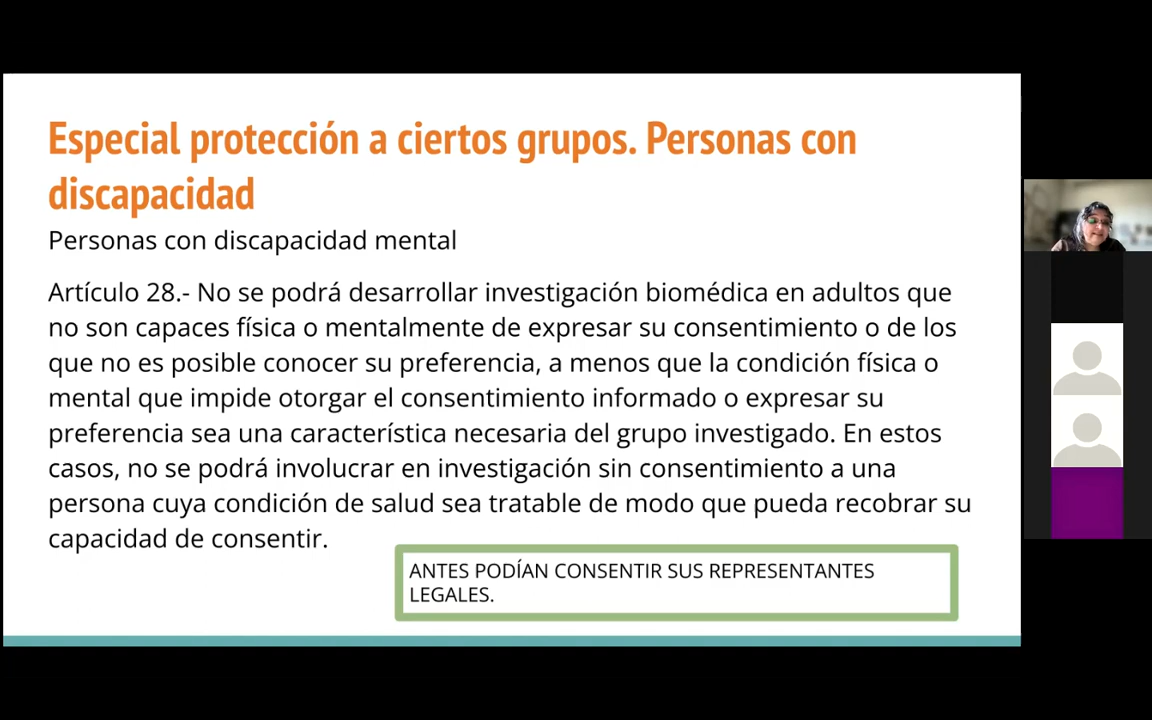 Especial protección a ciertos grupos. Personas con
discapacidad
Personas con discapacidad mental
Artículo 28.- No se podrá desarrollar investigación biomédica en adultos que
no son capaces física o mentalmente de expresar su consentimiento o de los
que no es posible conocer su preferencia, a menos que la condición física o
mental que impide otorgar el consentimiento informado o expresar su
preferencia sea una característica necesaria del grupo investigado. En estos
casos, no se podrá involucrar en investigación sin consentimiento a una
persona cuya condición de salud sea tratable de modo que pueda recobrar su
capacidad de consentir.
ANTES PODÍAN CONSENTIR SUS REPRESENTANTES
LEGALES.